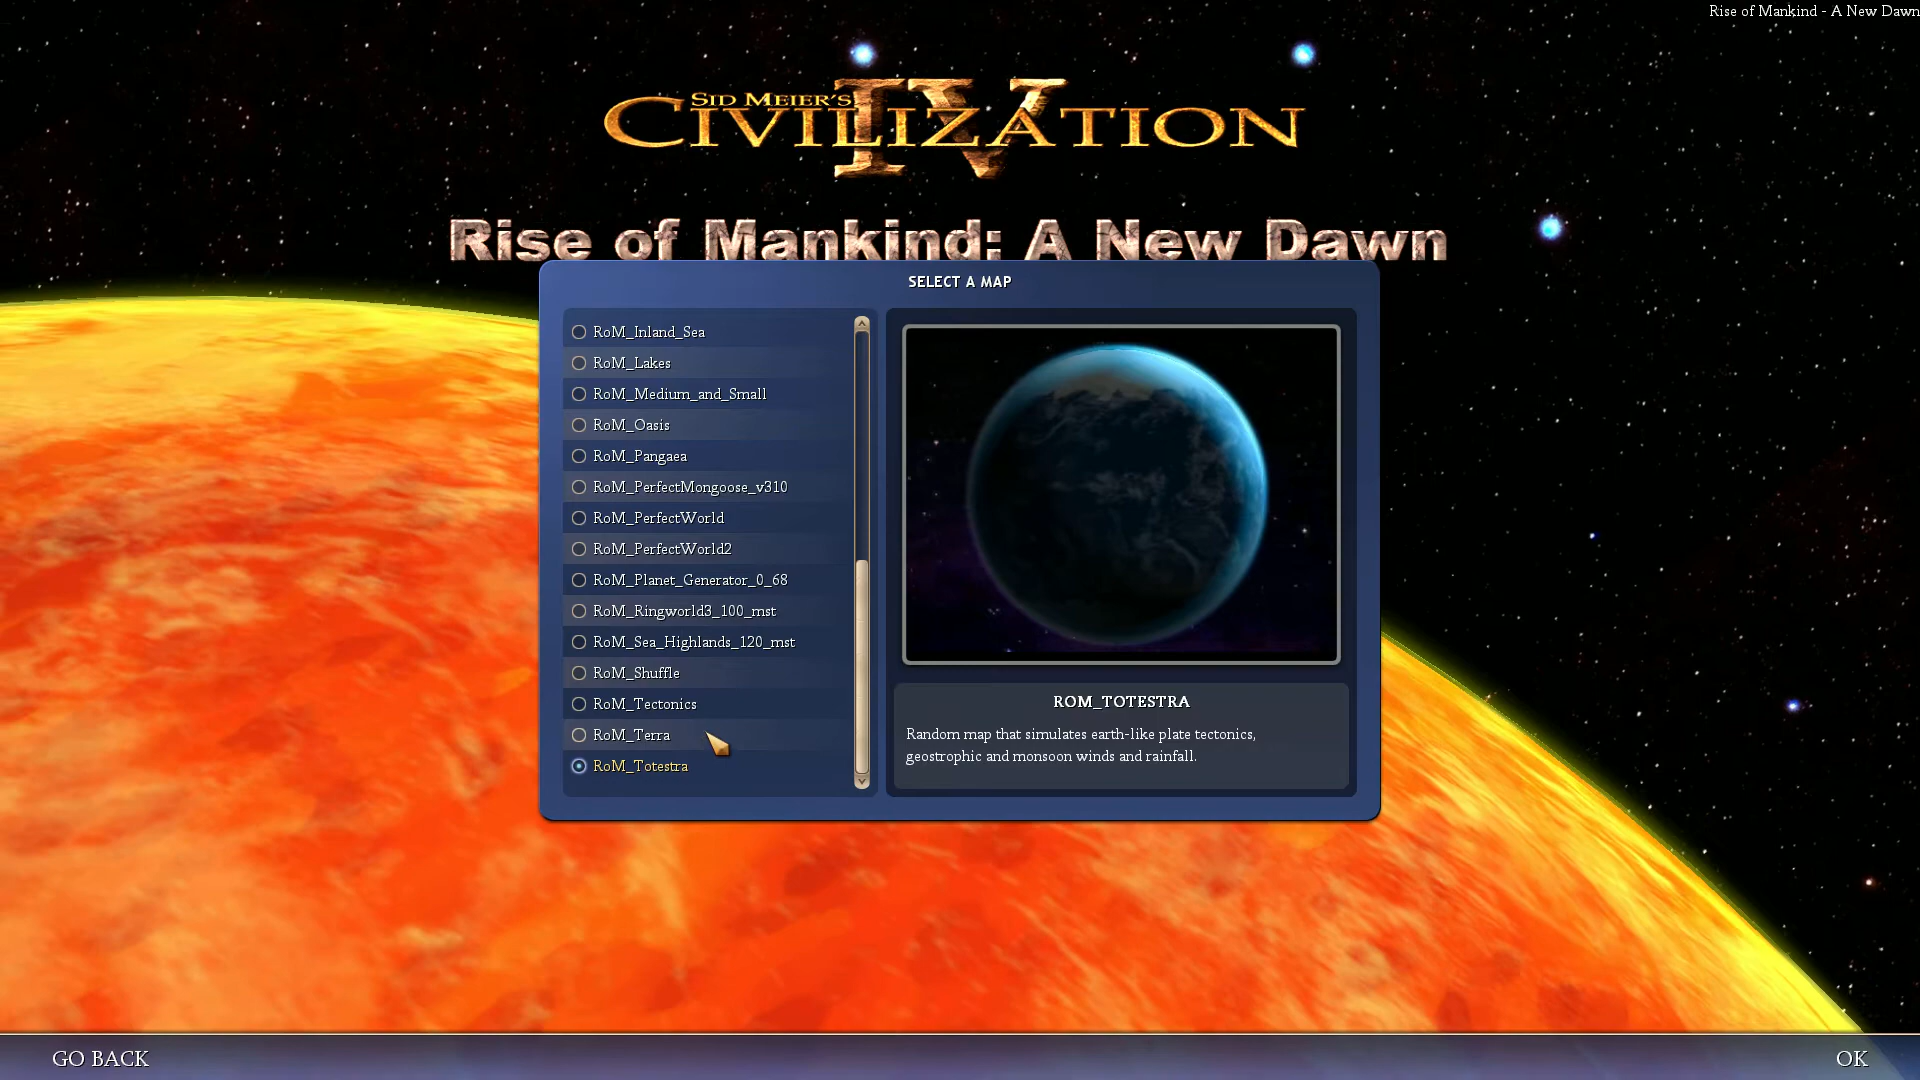 Rise of Mankind - A New Dawn
SID MEIER'S
CIVILIZATION
IV
Rise of Mankind: A New Dawn
SELECT A MAP
RoM_Inland_Sea
RoM_Lakes
RoM_Medium_and_Small
RoM_Oasis
RoM_Pangaea
RoM_PerfectMongoose_v310
RoM_PerfectWorld
RoM_PerfectWorld2
RoM_Planet_Generator_0_68
RoM_Ringworld3_100_mst
RoM_Sea_Highlands_120_mst
RoM_Shuffle
RoM_Tectonics
RoM_Terra
RoM_Totestra
ROM_TOTESTRA
Random map that simulates earth-like plate tectonics,
geostrophic and monsoon winds and rainfall.
GO BACK
OK